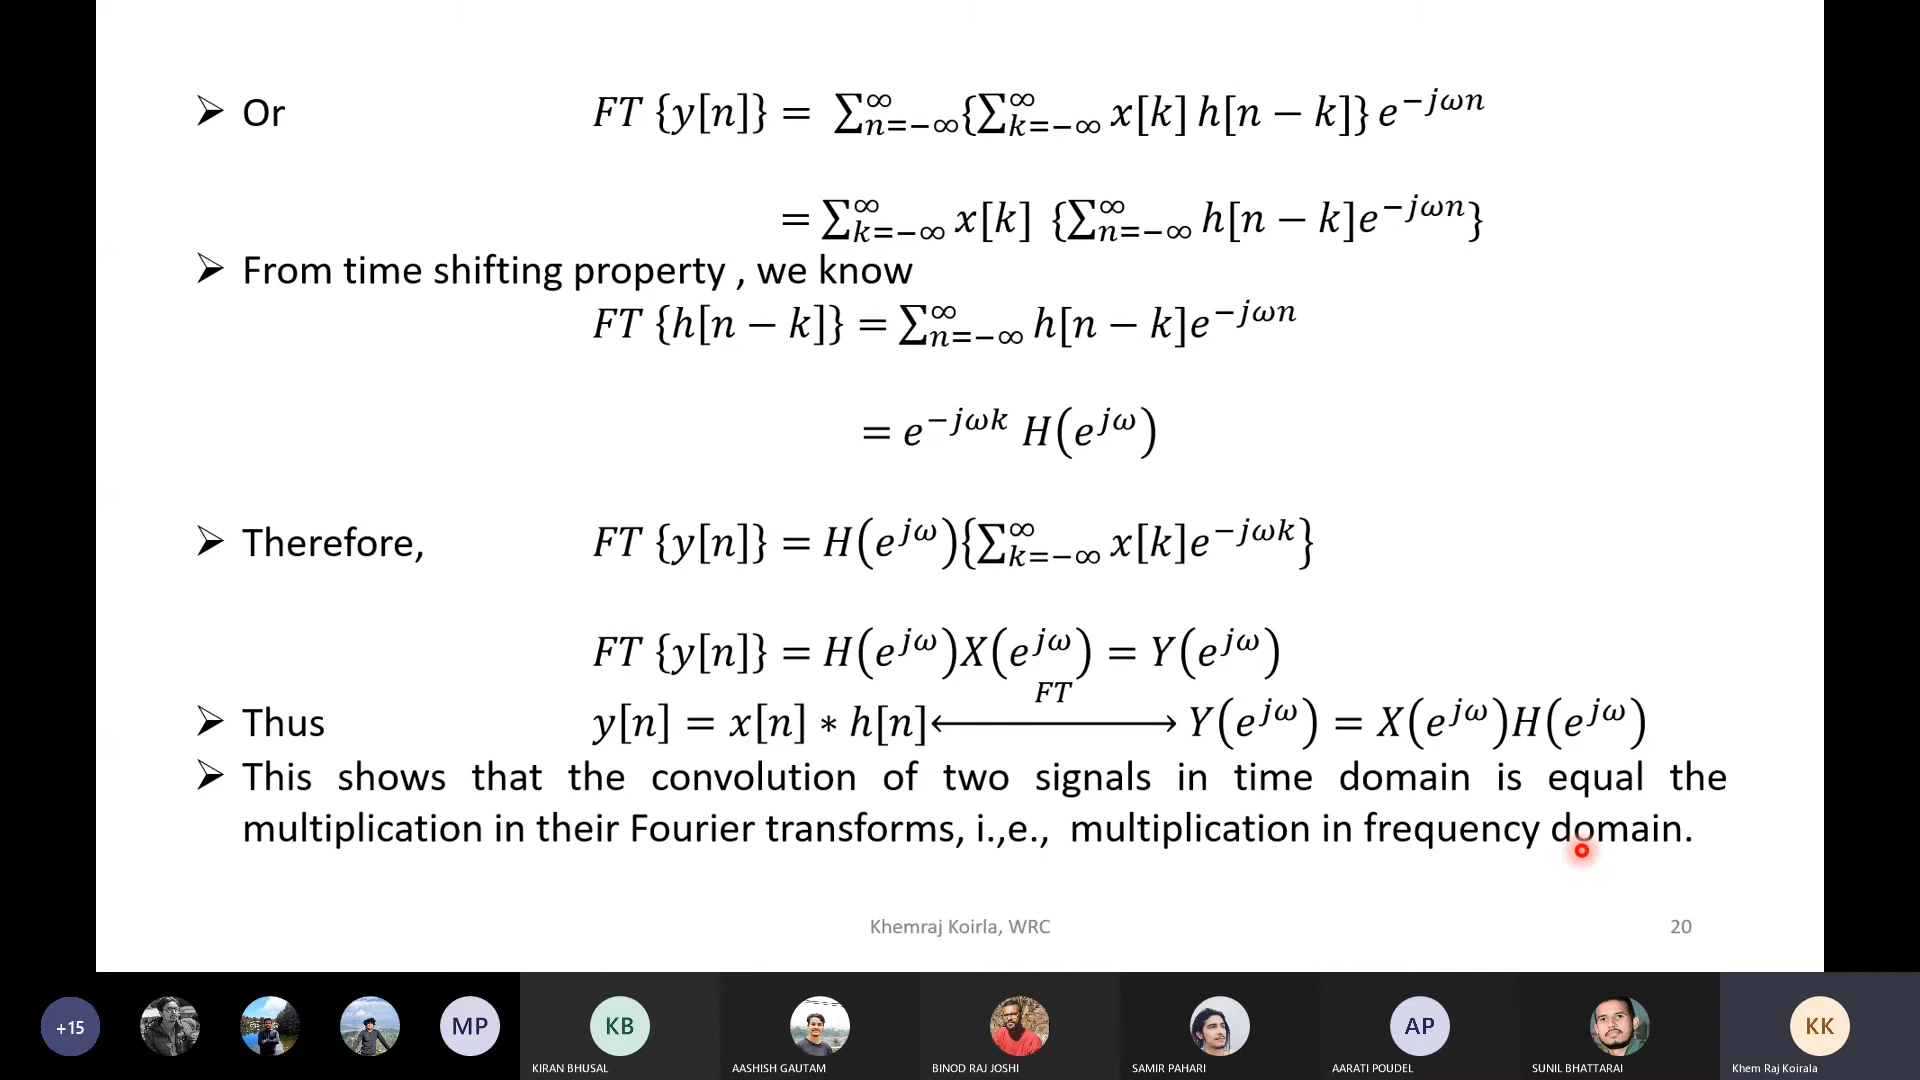 ➢ Or FT {y[n]} = ∑_{n=−∞}^{∞}{∑_{k=−∞}^{∞} x[k] h[n − k]} e^{−jωn}
= ∑_{k=−∞}^{∞} x[k] {∑_{n=−∞}^{∞} h[n − k]e^{−jωn}}
➢ From time shifting property , we know
FT {h[n − k]} = ∑_{n=−∞}^{∞} h[n − k]e^{−jωn}
= e^{−jωk} H(e^{jω})
➢ Therefore, FT {y[n]} = H(e^{jω}){∑_{k=−∞}^{∞} x[k]e^{−jωk}}
FT {y[n]} = H(e^{jω})X(e^{jω}) = Y(e^{jω})
FT
➢ Thus y[n] = x[n] ∗ h[n]⟷ Y(e^{jω}) = X(e^{jω})H(e^{jω})
➢ This shows that the convolution of two signals in time domain is equal the
multiplication in their Fourier transforms, i.,e., multiplication in frequency domain.
Khemraj Koirla, WRC 20
+15 MP KB AP KK
KIRAN BHUSAL AASHISH GAUTAM BINOD RAJ JOSHI SAMIR PAHARI AARATI POUDEL SUNIL BHATTARAI Khem Raj Koirala